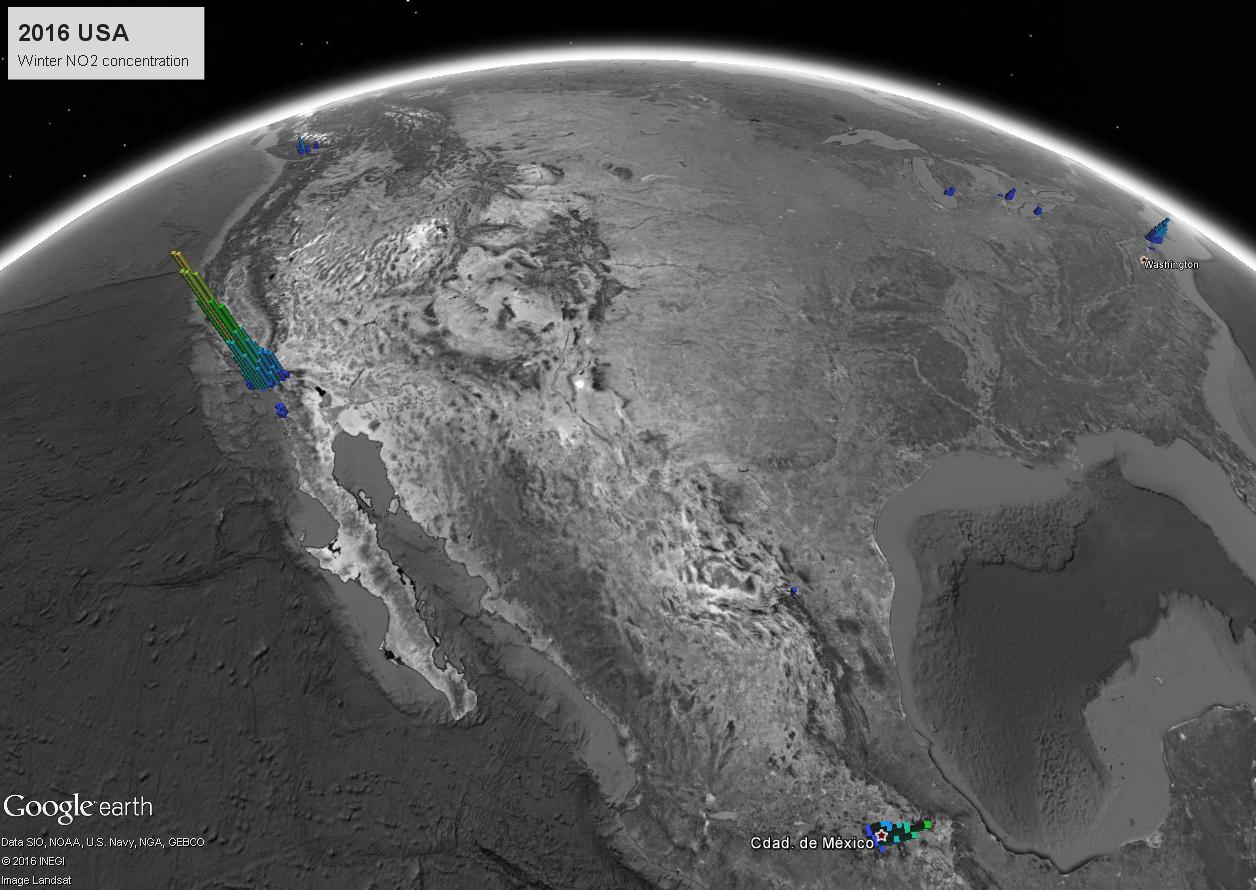 2016 USA
Winter NO2 concentration
Washington
Cdad. de México
Google earth
Data SIO, NOAA, U.S. Navy, NGA, GEBCO
© 2016 INEGI
Image Landsat